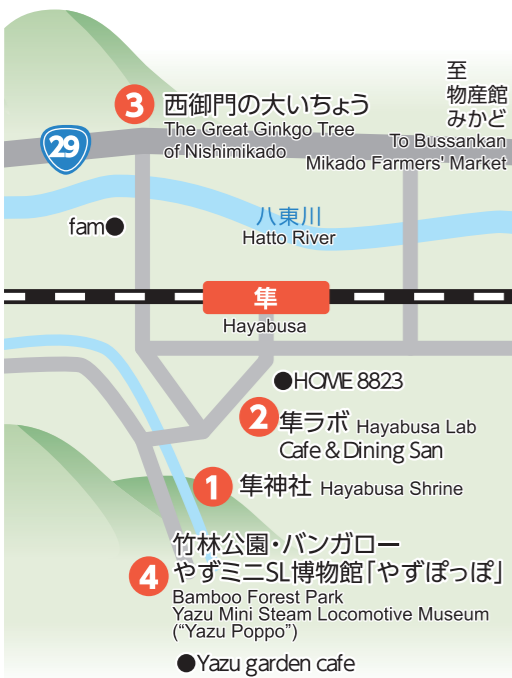 至
物産館
みかど
To Bussankan
Mikado Farmers' Market
3 西御門の大いちょう
The Great Ginkgo Tree
of Nishimikado
29
fam
八東川
Hatto River
隼
Hayabusa
HOME 8823
2 隼ラボ Hayabusa Lab
Cafe & Dining San
1 隼神社 Hayabusa Shrine
竹林公園・バンガロー
4 やずミニSL博物館「やずぽっぽ」
Bamboo Forest Park
Yazu Mini Steam Locomotive Museum
(“Yazu Poppo”)
Yazu garden cafe